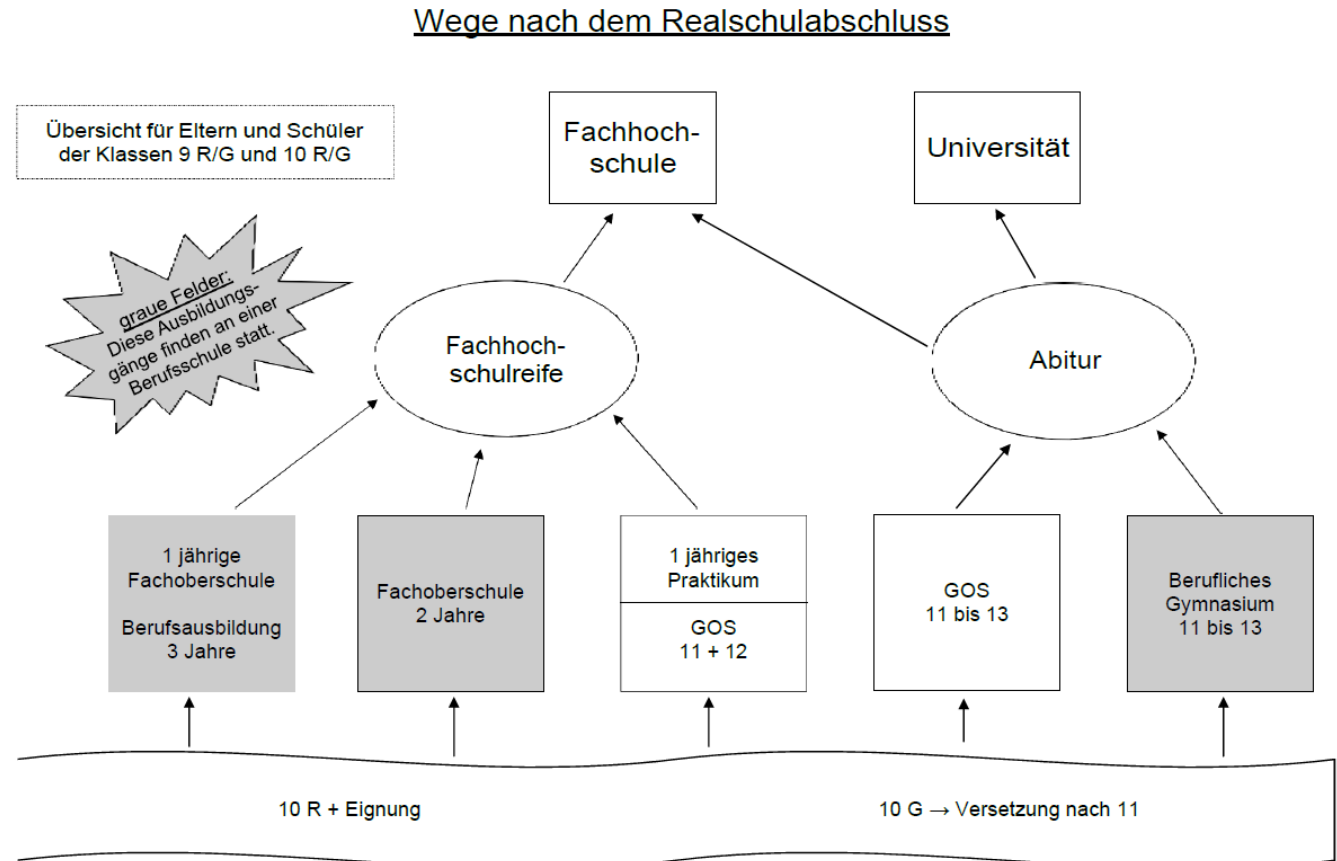 Wege nach dem Realschulabschluss
Übersicht für Eltern und Schüler
der Klassen 9 R/G und 10 R/G
Fachhoch-
schule
Universität
graue Felder:
Diese Ausbildungs-
gänge finden an einer
Berufsschule statt.
Fachhoch-
schulreife
Abitur
1 jährige
Fachoberschule
Berufsausbildung
3 Jahre
Fachoberschule
2 Jahre
1 jähriges
Praktikum
GOS
11 + 12
GOS
11 bis 13
Berufliches
Gymnasium
11 bis 13
10 R + Eignung
10 G → Versetzung nach 11